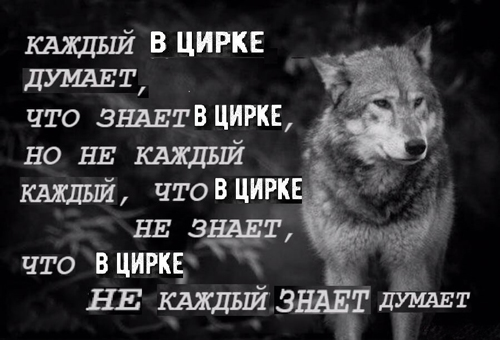 КАЖДЫЙ В ЦИРКЕ
ДУМАЕТ,
ЧТО ЗНАЕТ В ЦИРКЕ,
НО НЕ КАЖДЫЙ
КАЖДЫЙ, ЧТО В ЦИРКЕ
НЕ ЗНАЕТ,
ЧТО В ЦИРКЕ
НЕ КАЖДЫЙ ЗНАЕТ ДУМАЕТ